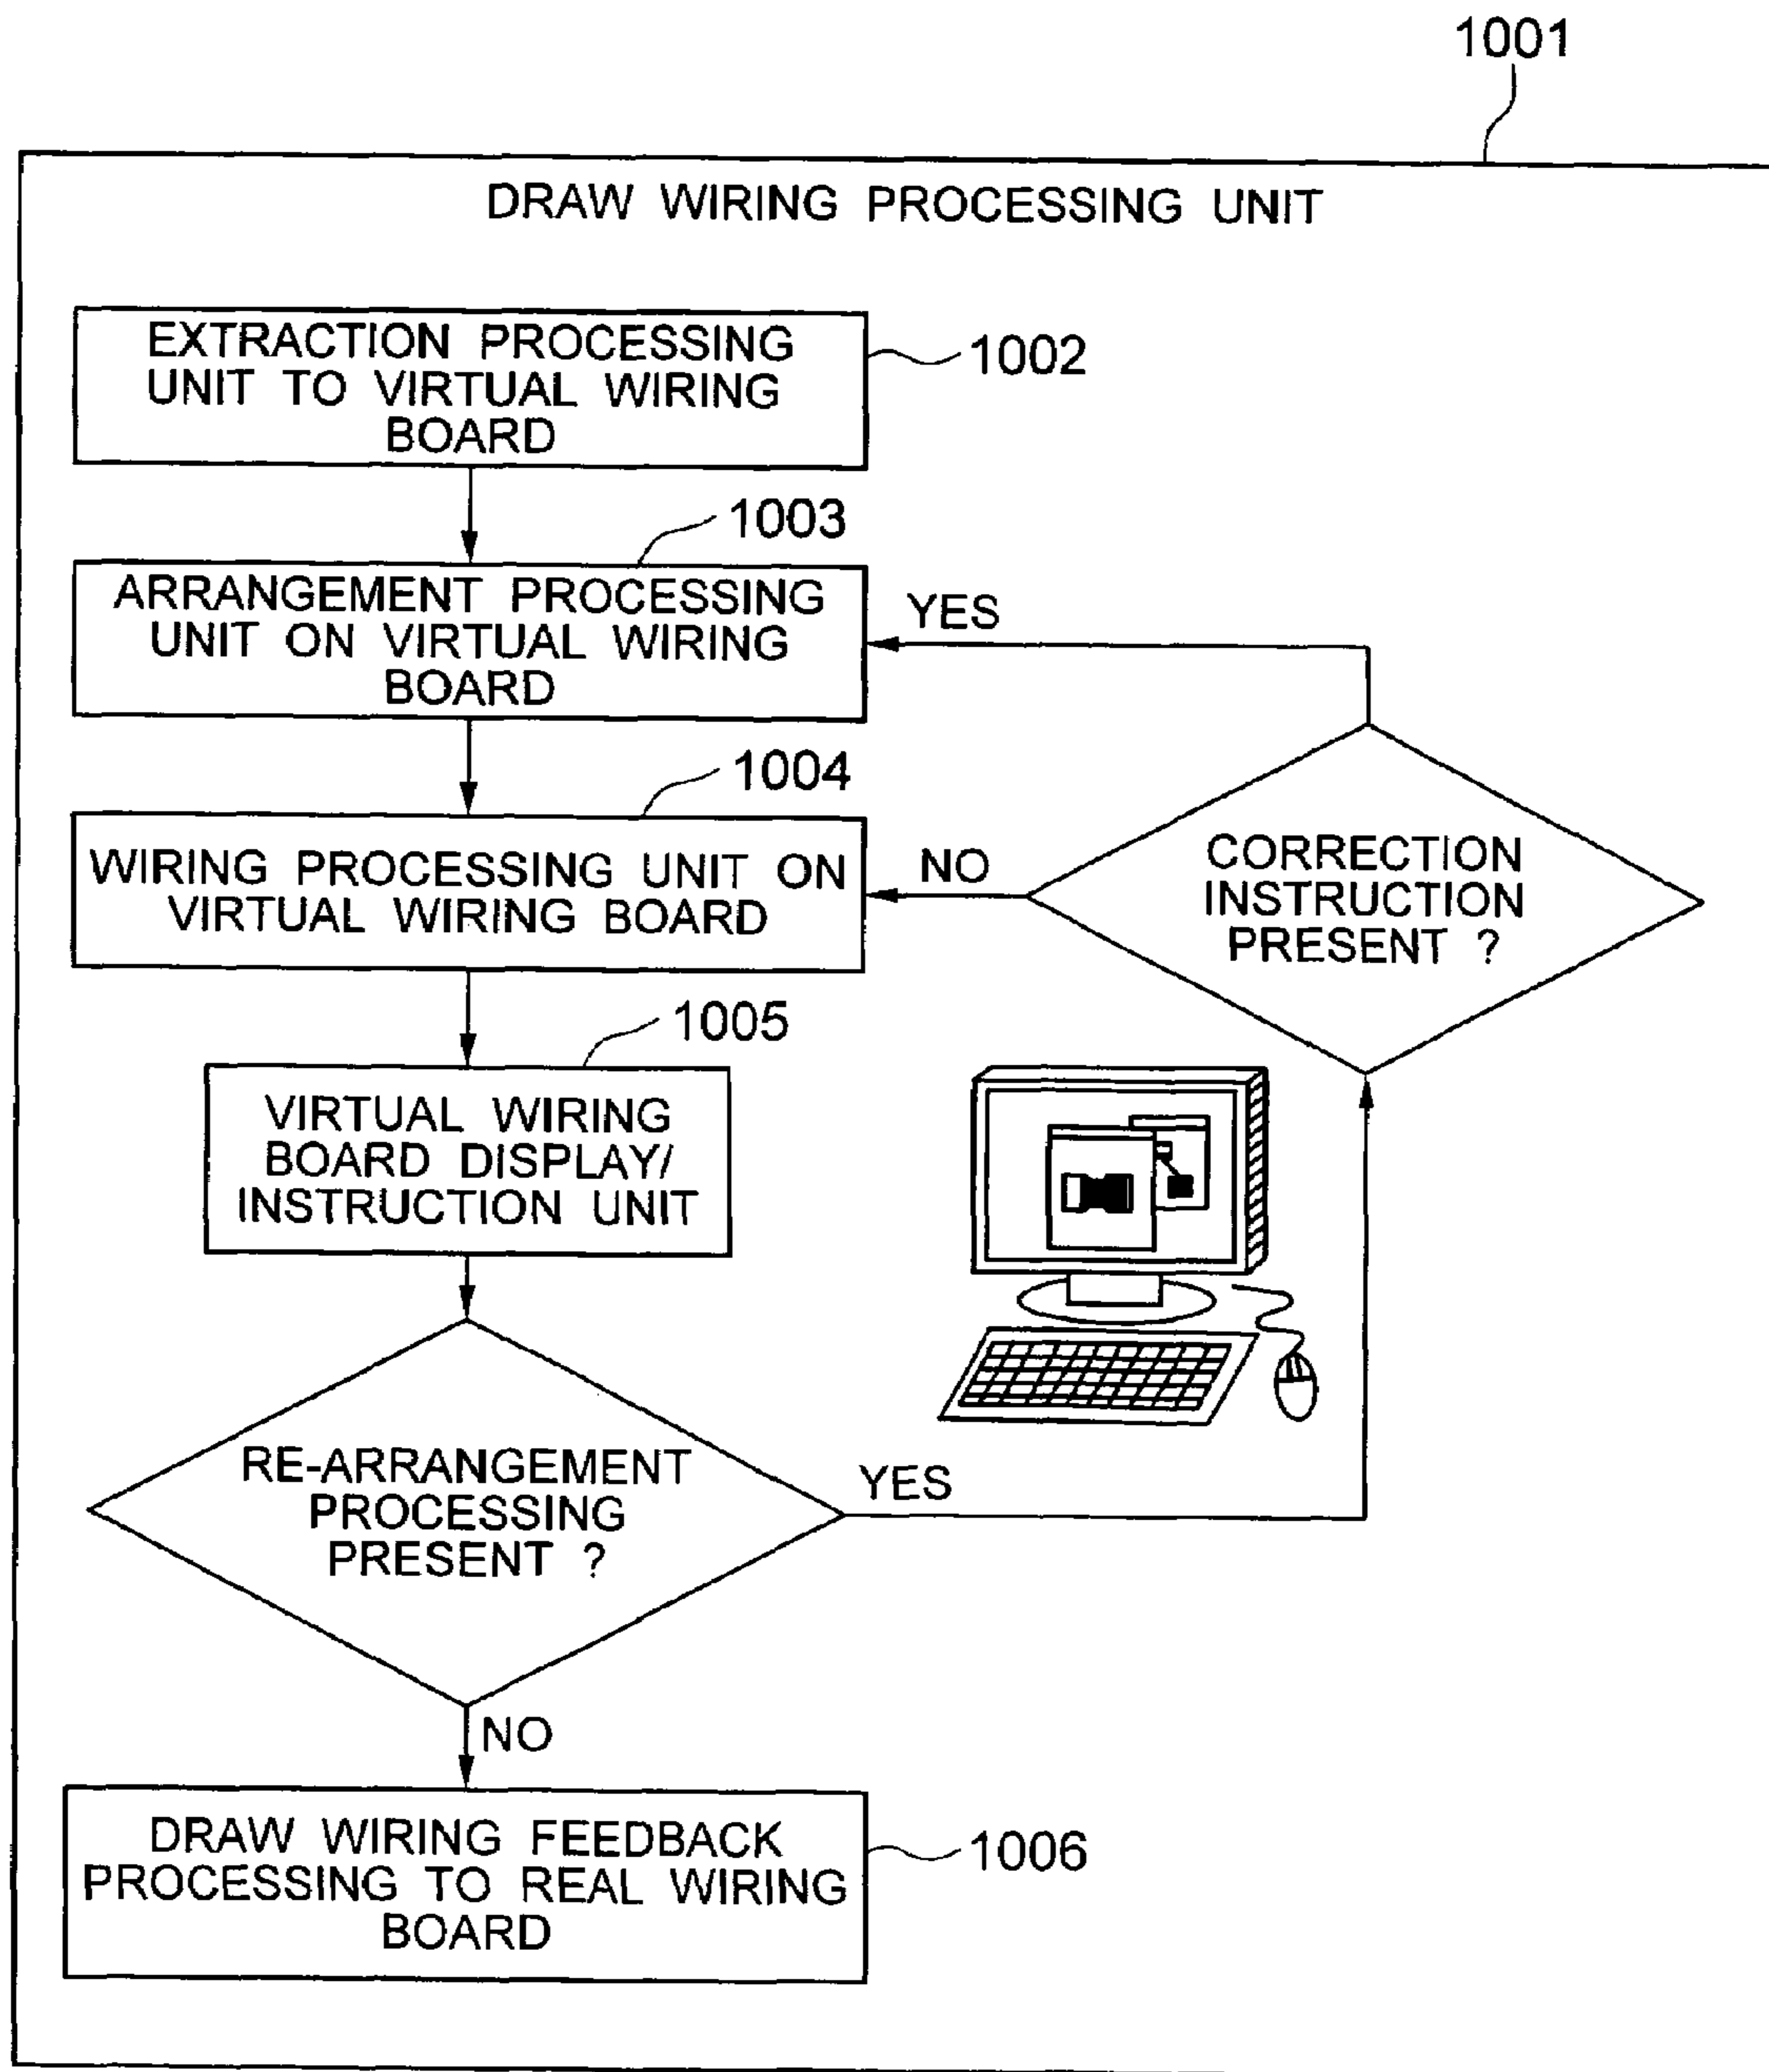 1001
DRAW WIRING PROCESSING UNIT
EXTRACTION PROCESSING
UNIT TO VIRTUAL WIRING
BOARD
1002
1003
ARRANGEMENT PROCESSING
UNIT ON VIRTUAL WIRING
BOARD
YES
1004
WIRING PROCESSING UNIT ON
VIRTUAL WIRING BOARD
NO
CORRECTION
INSTRUCTION
PRESENT ?
1005
VIRTUAL WIRING
BOARD DISPLAY/
INSTRUCTION UNIT
RE-ARRANGEMENT
PROCESSING
PRESENT ?
YES
NO
DRAW WIRING FEEDBACK
PROCESSING TO REAL WIRING
BOARD
1006